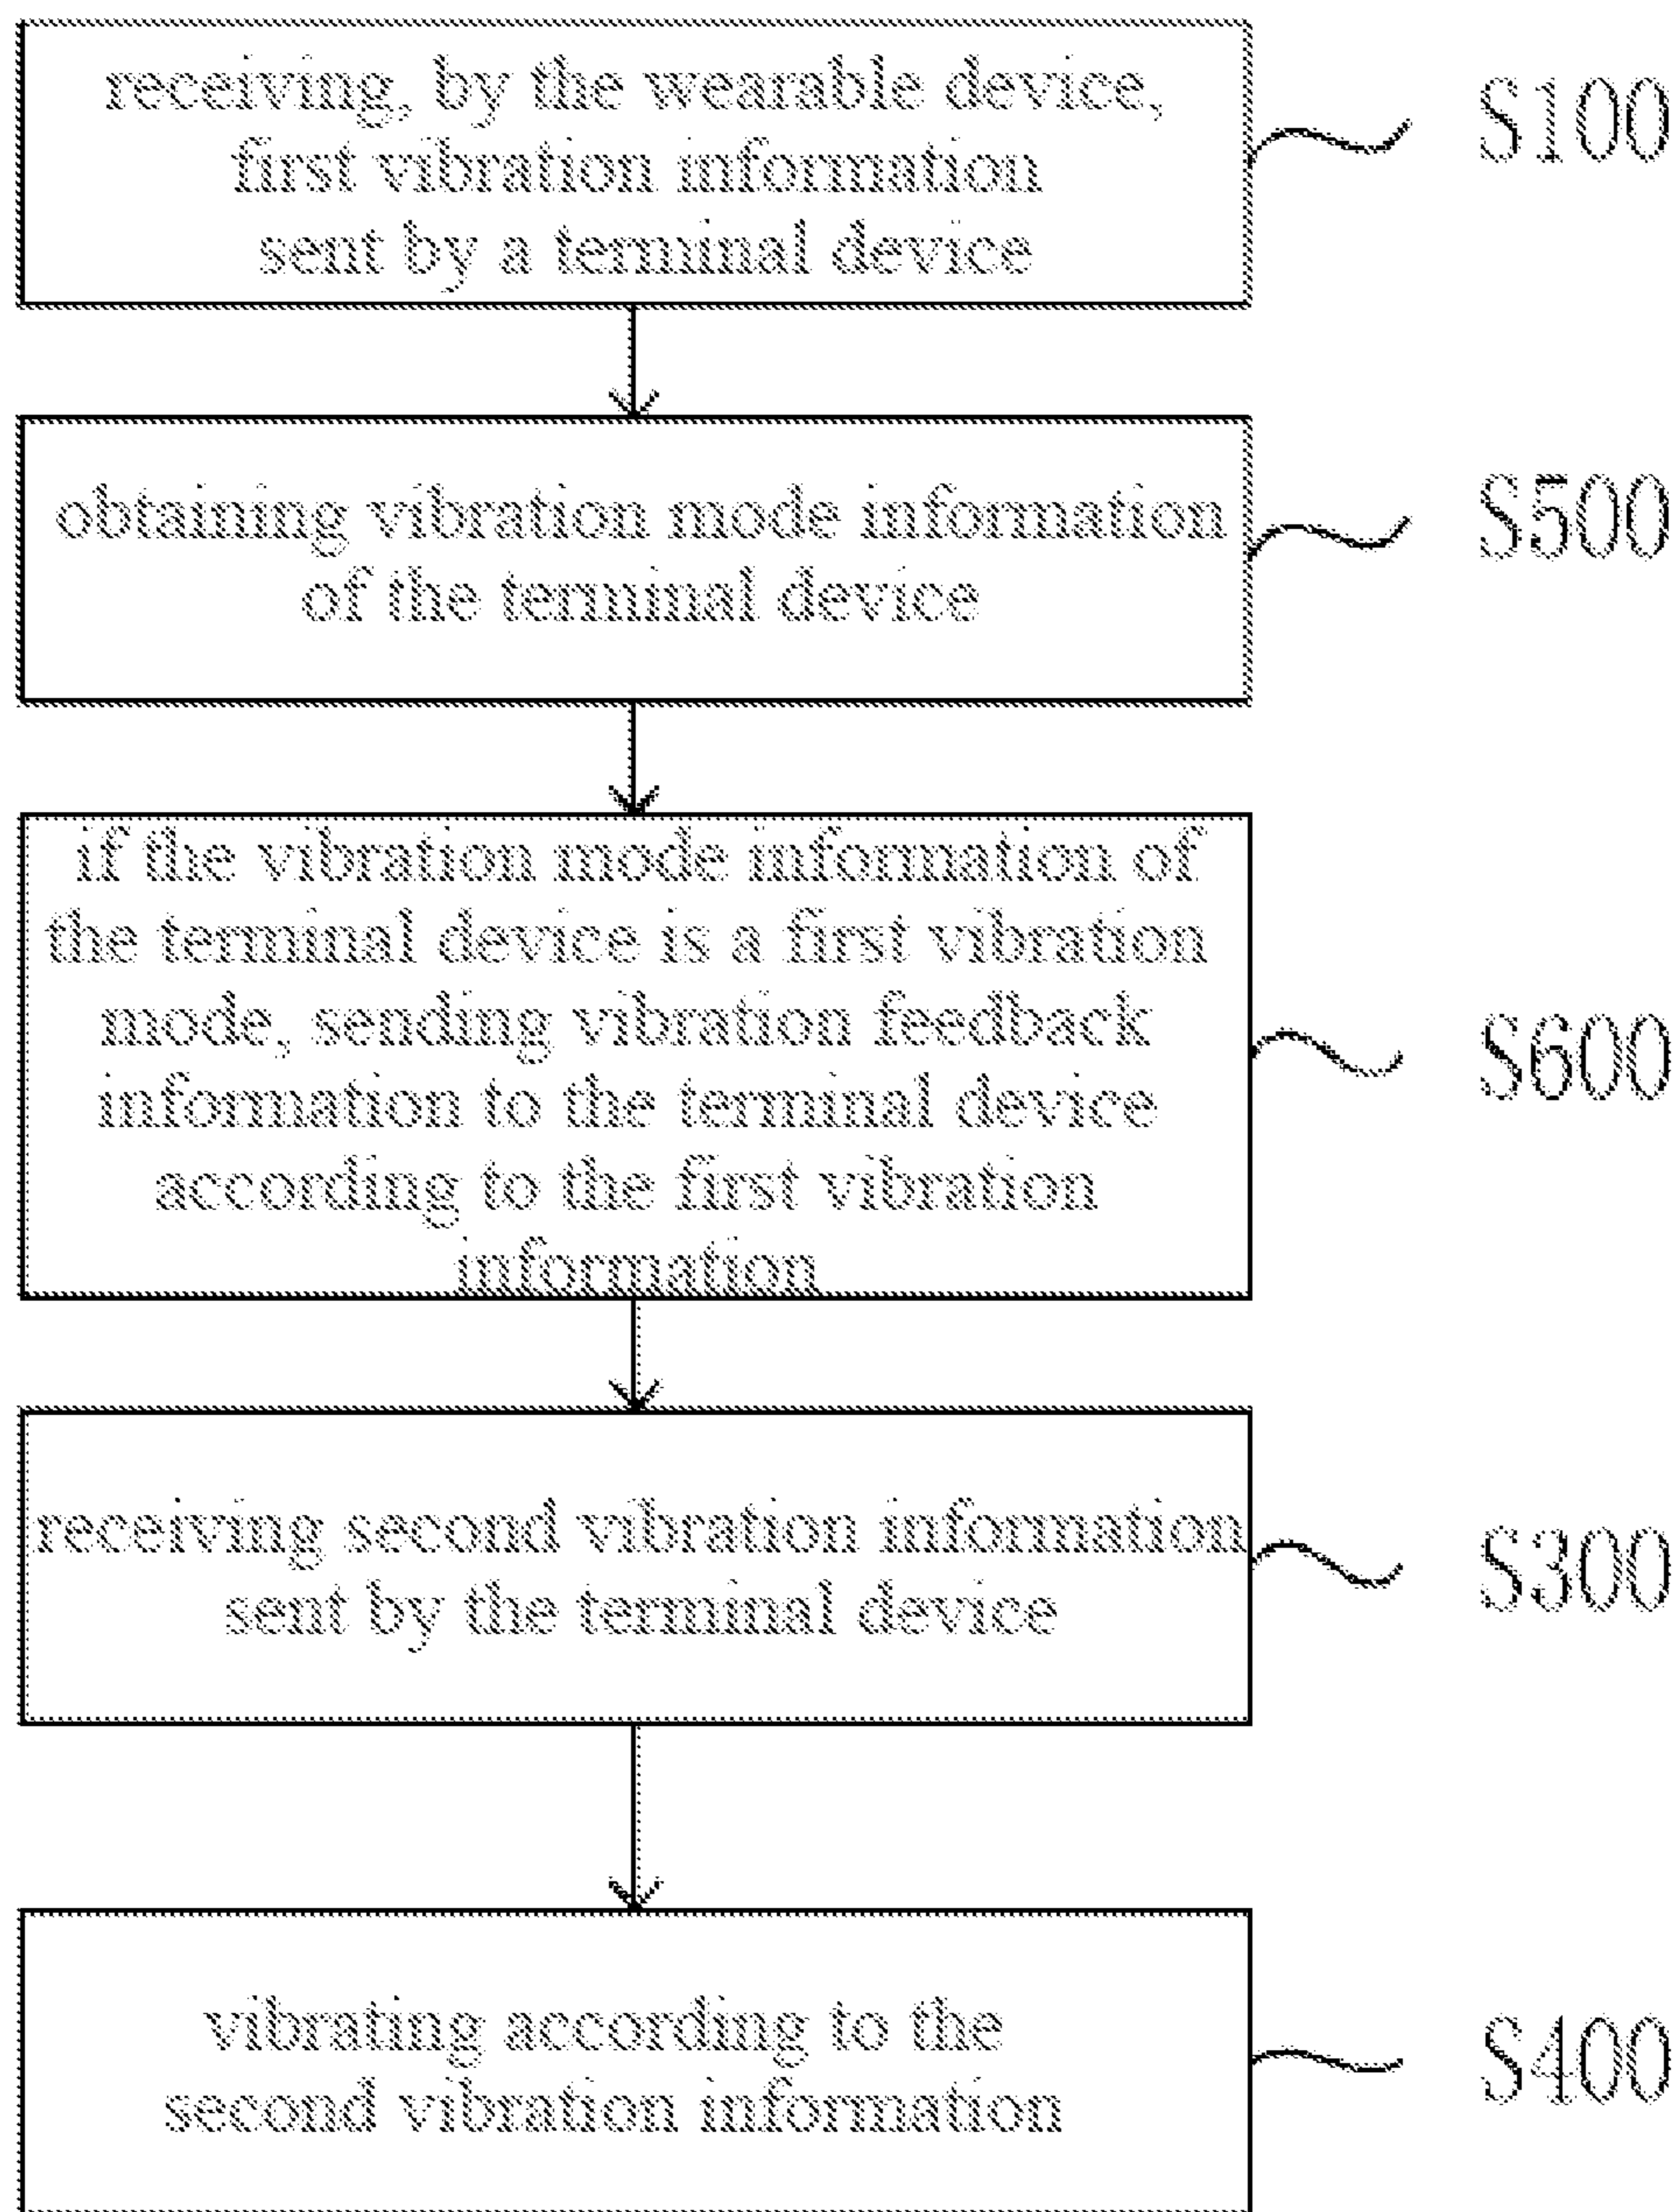 receiving, by the wearable device,
first vibration information
sent by a terminal device
S100
obtaining vibration mode information
of the terminal device
S500
if the vibration mode information of
the terminal device is a first vibration
mode, sending vibration feedback
information to the terminal device
according to the first vibration
information
S600
receiving second vibration information
sent by the terminal device
S300
vibrating according to the
second vibration information
S400